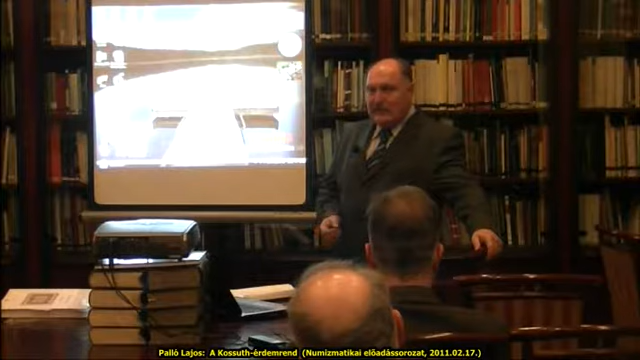 Palló Lajos:  A Kossuth-érdemrend  (Numizmatikai előadássorozat, 2011.02.17.)